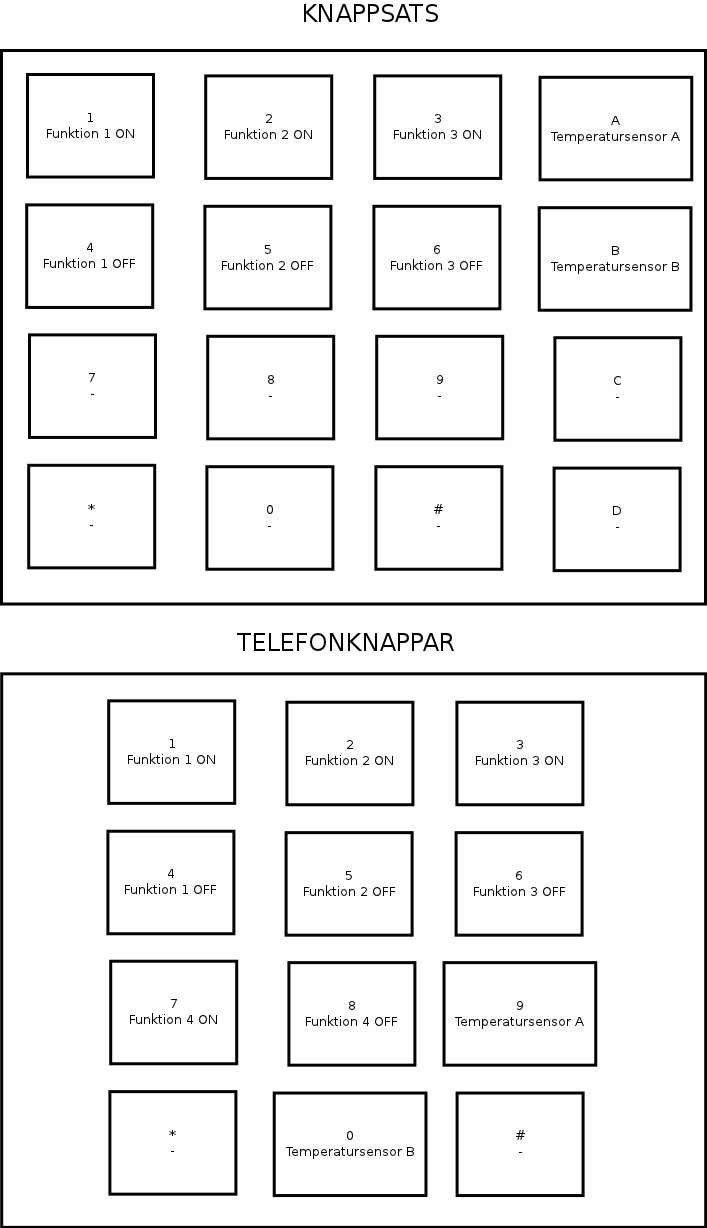 KNAPPSATS
1
Funktion 1 ON
2
Funktion 2 ON
3
Funktion 3 ON
A
Temperatursensor A
4
Funktion 1 OFF
5
Funktion 2 OFF
6
Funktion 3 OFF
B
Temperatursensor B
7
-
8
-
9
-
C
-
*
-
0
-
#
-
D
-
TELEFONKNAPPAR
1
Funktion 1 ON
2
Funktion 2 ON
3
Funktion 3 ON
4
Funktion 1 OFF
5
Funktion 2 OFF
6
Funktion 3 OFF
7
Funktion 4 ON
8
Funktion 4 OFF
9
Temperatursensor A
*
-
0
Temperatursensor B
#
-